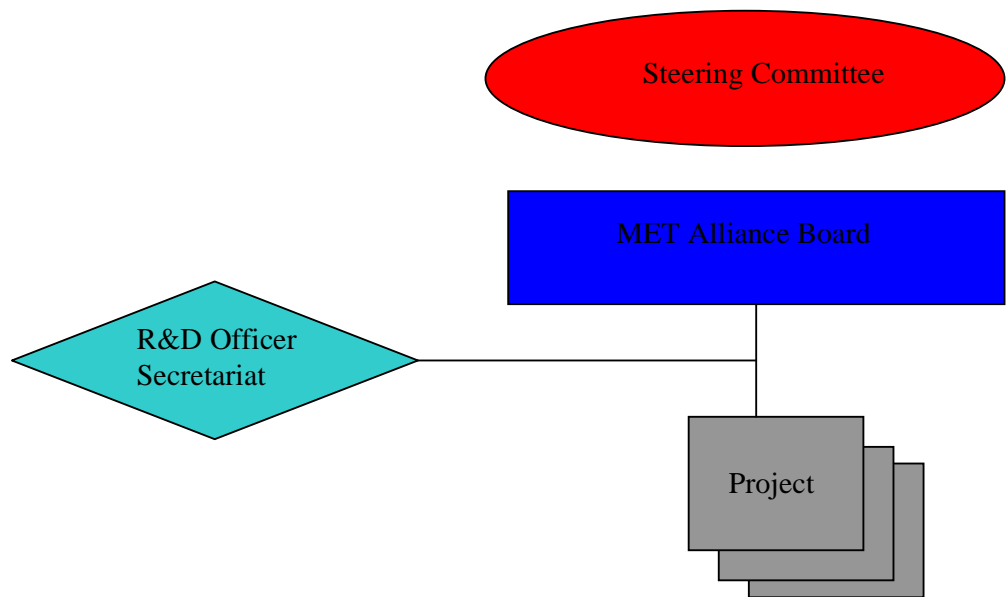 Steering Committee
MET Alliance Board
R&D Officer
Secretariat
Project